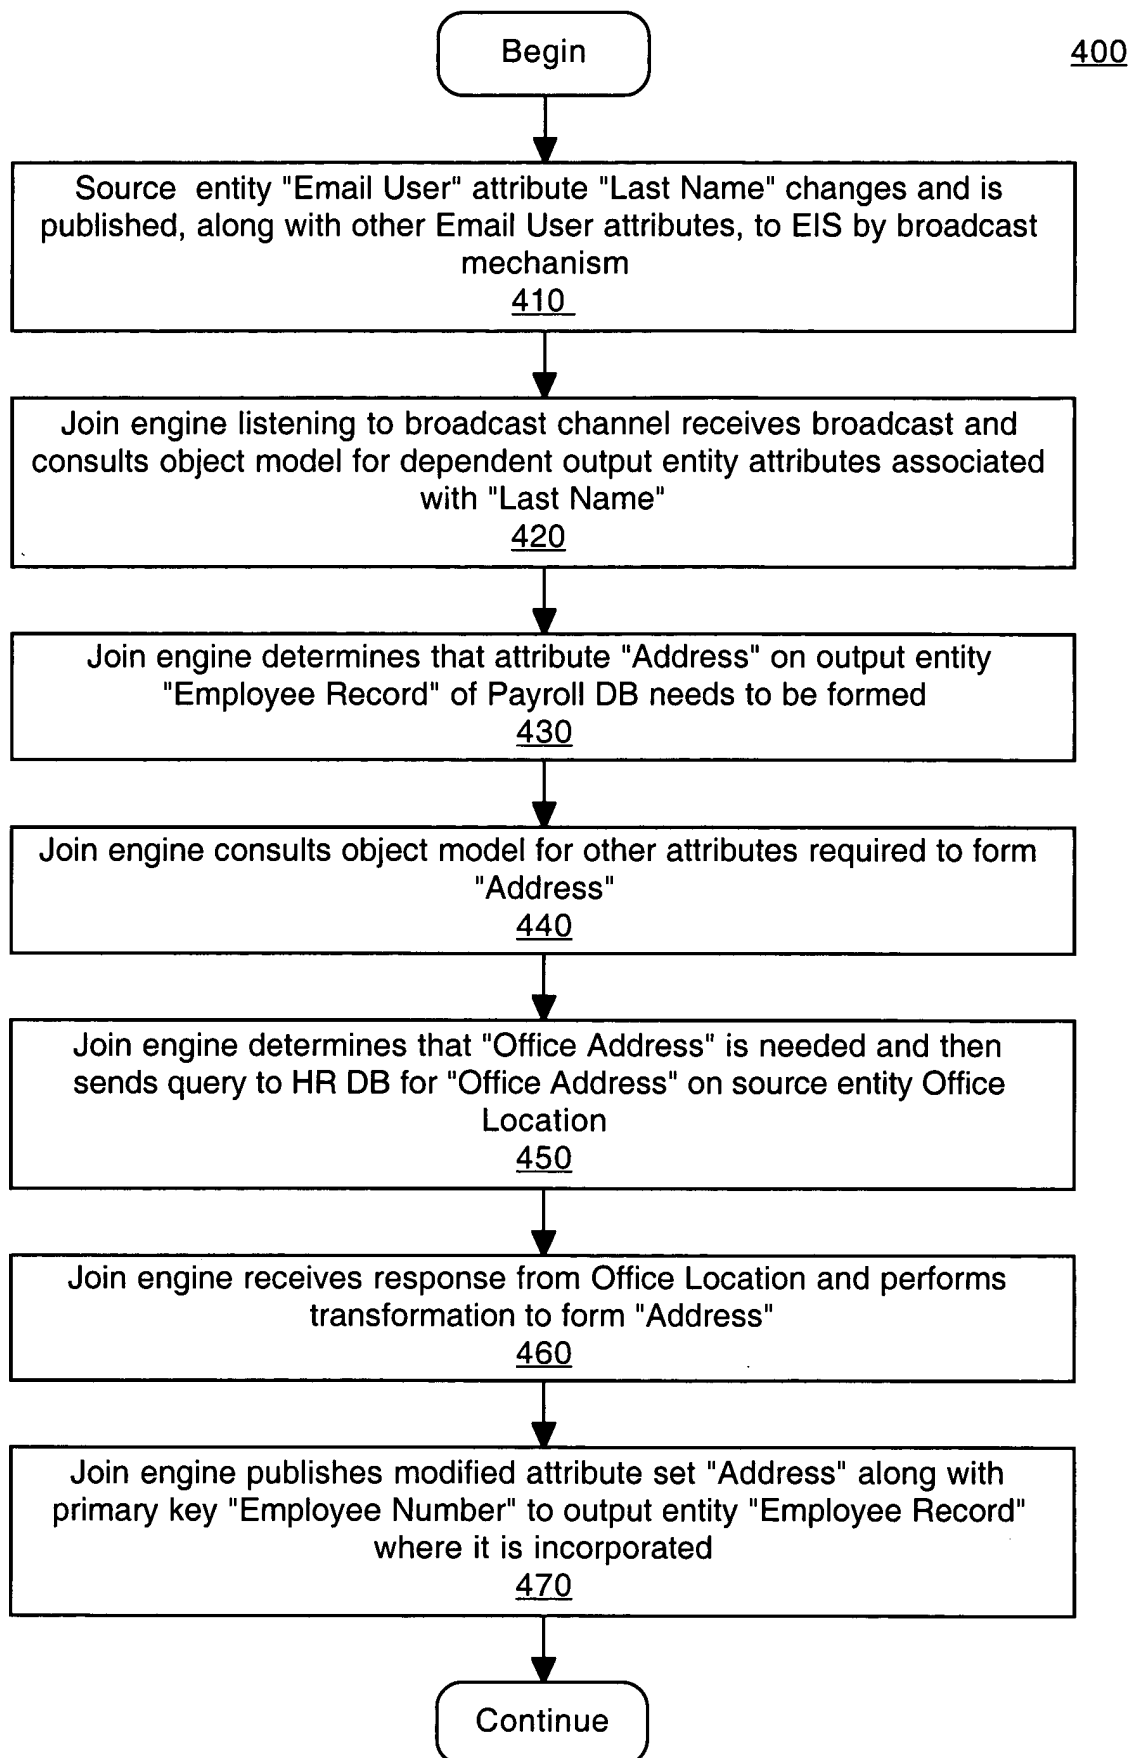 Begin
400
Source entity "Email User" attribute "Last Name" changes and is
published, along with other Email User attributes, to EIS by broadcast
mechanism
410
Join engine listening to broadcast channel receives broadcast and
consults object model for dependent output entity attributes associated
with "Last Name"
420
Join engine determines that attribute "Address" on output entity
"Employee Record" of Payroll DB needs to be formed
430
Join engine consults object model for other attributes required to form
"Address"
440
Join engine determines that "Office Address" is needed and then
sends query to HR DB for "Office Address" on source entity Office
Location
450
Join engine receives response from Office Location and performs
transformation to form "Address"
460
Join engine publishes modified attribute set "Address" along with
primary key "Employee Number" to output entity "Employee Record"
where it is incorporated
470
Continue